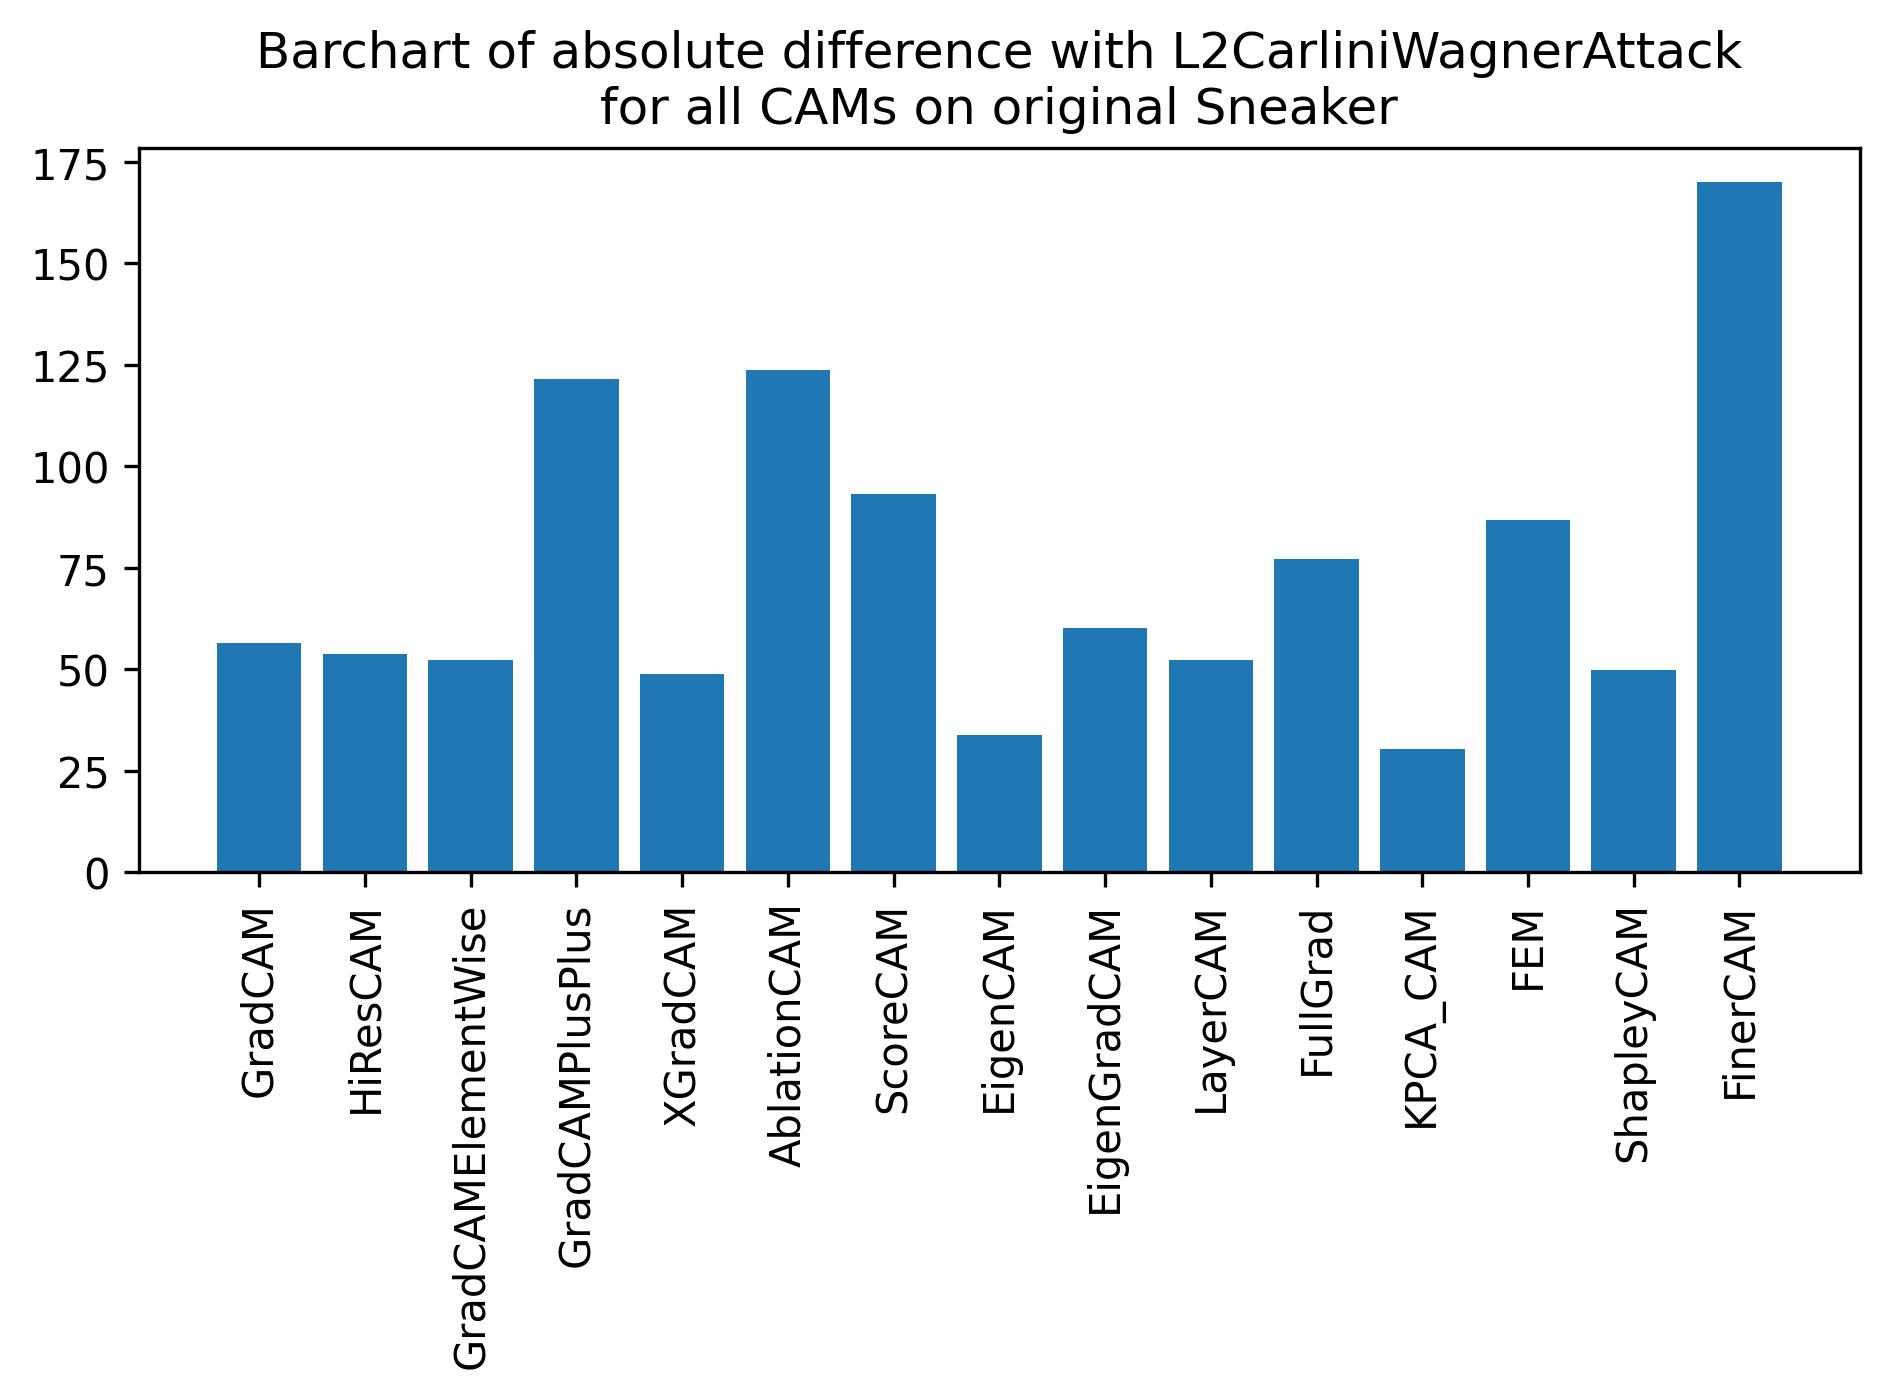 Barchart of absolute difference with L2CarliniWagnerAttack
for all CAMs on original Sneaker
175
150
125
100
75
50
25
0
GradCAM
HiResCAM
GradCAMElementWise
GradCAMPlusPlus
XGradCAM
AblationCAM
ScoreCAM
EigenCAM
EigenGradCAM
LayerCAM
FullGrad
KPCA_CAM
FEM
ShapleyCAM
FinerCAM